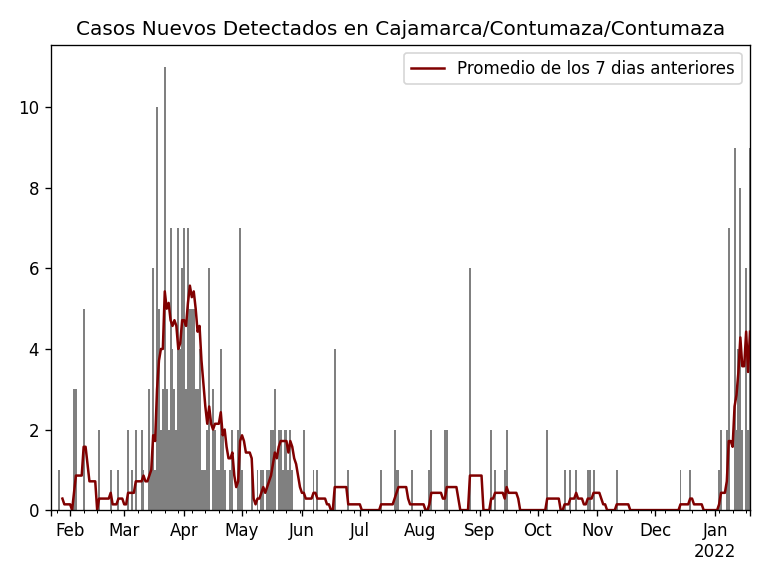 Casos Nuevos Detectados en Cajamarca/Contumaza/Contumaza
Promedio de los 7 dias anteriores
10
8
6
4
2
0
Feb Mar Apr May Jun Jul Aug Sep Oct Nov Dec Jan
2022